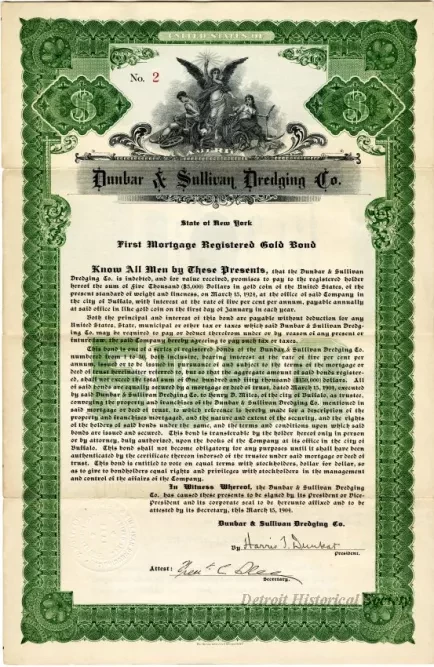 UNITED STATES OF
No. 2
$ $
AMERICA
Dunbar & Sullivan Dredging Co.
State of New York
First Mortgage Registered Gold Bond
Know All Men by These Presents, that the Dunbar & Sullivan
Dredging Co. is indebted, and for value received, promises to pay to the registered holder
hereof the sum of Five Thousand ($5,000) Dollars in gold coin of the United States, of the
present standard of weight and fineness, on March 15, 1924, at the office of said Company in
the city of Buffalo, with interest at the rate of five per cent per annum, payable annually
at said office in like gold coin on the first day of January in each year.
Both the principal and interest of this bond are payable without deduction for any
United States, State, municipal or other tax or taxes which said Dunbar & Sullivan Dredg-
ing Co. may be required to pay, or deduct therefrom under or by reason of any present or
future law, the said Company hereby agreeing to pay such tax or taxes.
This bond is one of a series of registered bonds of the Dunbar & Sullivan Dredging Co.
numbered from 1 to 30, both inclusive, bearing interest at the rate of five per cent per
annum, issued or to be issued in pursuance of and subject to the terms of the mortgage or
deed of trust hereinafter referred to, but so that the aggregate amount of said bonds register-
ed, shall not exceed the total sum of One hundred and fifty thousand ($150,000) Dollars. All
of said bonds are equally secured by a mortgage or deed of trust, dated March 15, 1904, executed
by said Dunbar & Sullivan Dredging Co. to Henry D. Miles, of the city of Buffalo, as trustee,
conveying the property and franchises of the Dunbar & Sullivan Dredging Co. mentioned in
said mortgage or deed of trust, to which reference is hereby made for a description of the
property and franchises mortgaged, and the nature and extent of the security, and the rights
of the holders of said bonds under the same, and the terms and conditions upon which said
bonds are issued and secured. This bond is transferable by the holder hereof only in person
or by attorney, duly authorized, upon the books of the Company at its office in the city of
Buffalo. This bond shall not become obligatory for any purposes until it shall have been
authenticated by the certificate thereon indorsed of the trustee under said mortgage or deed of
trust. This bond is entitled to vote on equal terms with stockholders, dollar for dollar, so
as to give to bondholders equal rights and privileges with stockholders in the management
and control of the affairs of the Company.
In Witness Whereof, the Dunbar & Sullivan Dredging
Co. has caused these presents to be signed by its President or Vice-
President and its corporate seal to be hereunto affixed and to be
attested by its Secretary, this March 15, 1904.
Dunbar & Sullivan Dredging Co.
By Harris T. Dunbar
President.
Attest:
Secretary.
Detroit Historical Society